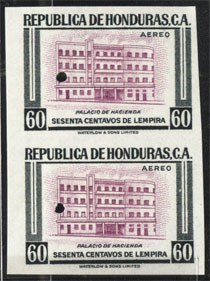 REPUBLICA DE HONDURAS, C.A.
AEREO
PALACIO DE HACIENDA
60 SESENTA CENTAVOS DE LEMPIRA 60
WATERLOW & SONS LIMITED
REPUBLICA DE HONDURAS, C.A.
AEREO
PALACIO DE HACIENDA
60 SESENTA CENTAVOS DE LEMPIRA 60
WATERLOW & SONS LIMITED